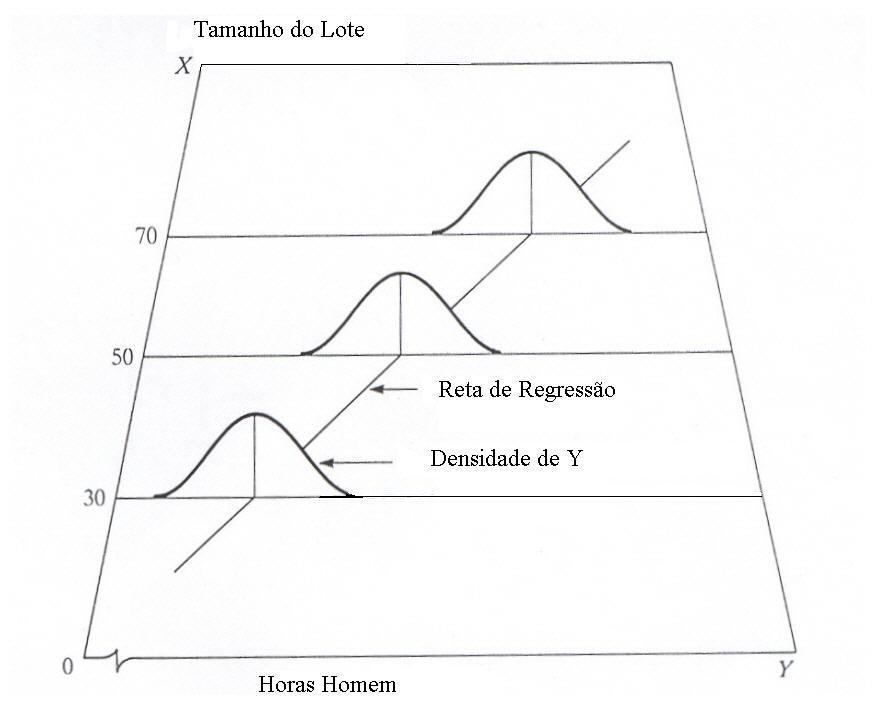 Tamanho do Lote
X
70
50
Reta de Regressão
Densidade de Y
30
0
Y
Horas Homem